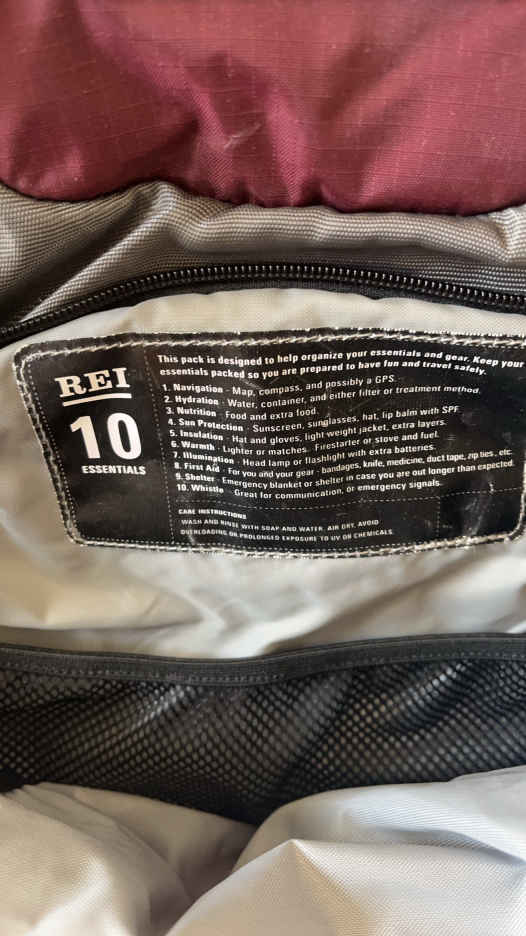 REI
10
ESSENTIALS
This pack is designed to help organize your essentials and gear. Keep your
essentials packed so you are prepared to have fun and travel safely.
1. Navigation - Map, compass, and possibly a GPS.
2. Hydration - Water, container, and either filter or treatment method.
3. Nutrition - Food and extra food.
4. Sun Protection - Sunscreen, sunglasses, hat, lip balm with SPF.
5. Insulation - Hat and gloves, light weight jacket, extra layers.
6. Warmth - Lighter or matches. Firestarter or stove and fuel.
7. Illumination - Head lamp or flashlight with extra batteries.
8. First Aid - For you and your gear - bandages, knife, medicine, duct tape, zip ties, etc.
9. Shelter - Emergency blanket or shelter in case you are out longer than expected.
10. Whistle - Great for communication, or emergency signals.
CARE INSTRUCTIONS
WASH AND RINSE WITH SOAP AND WATER. AIR DRY. AVOID
OVERLOADING OR PROLONGED EXPOSURE TO UV OR CHEMICALS.